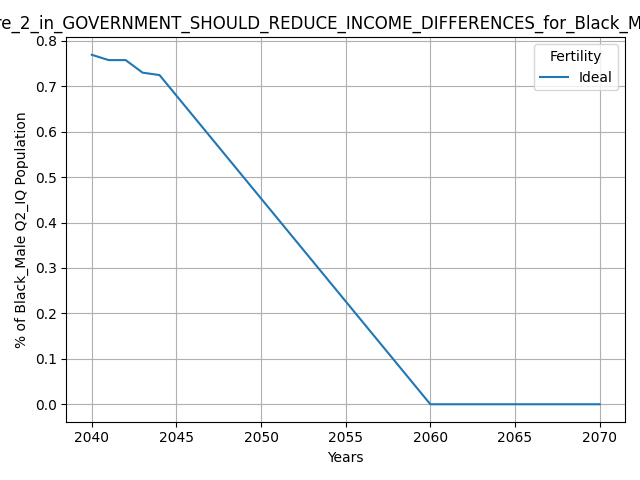 re_2_in_GOVERNMENT_SHOULD_REDUCE_INCOME_DIFFERENCES_for_Black_M
0.8
0.7
0.6
0.5
0.4
0.3
0.2
0.1
0.0
% of Black_Male Q2_IQ Population
Fertility
Ideal
2040 2045 2050 2055 2060 2065 2070
Years